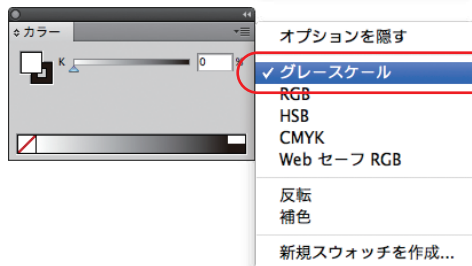 カラー
K 0 %
オプションを隠す
グレースケール
RGB
HSB
CMYK
Web セーフ RGB
反転
補色
新規スウォッチを作成...